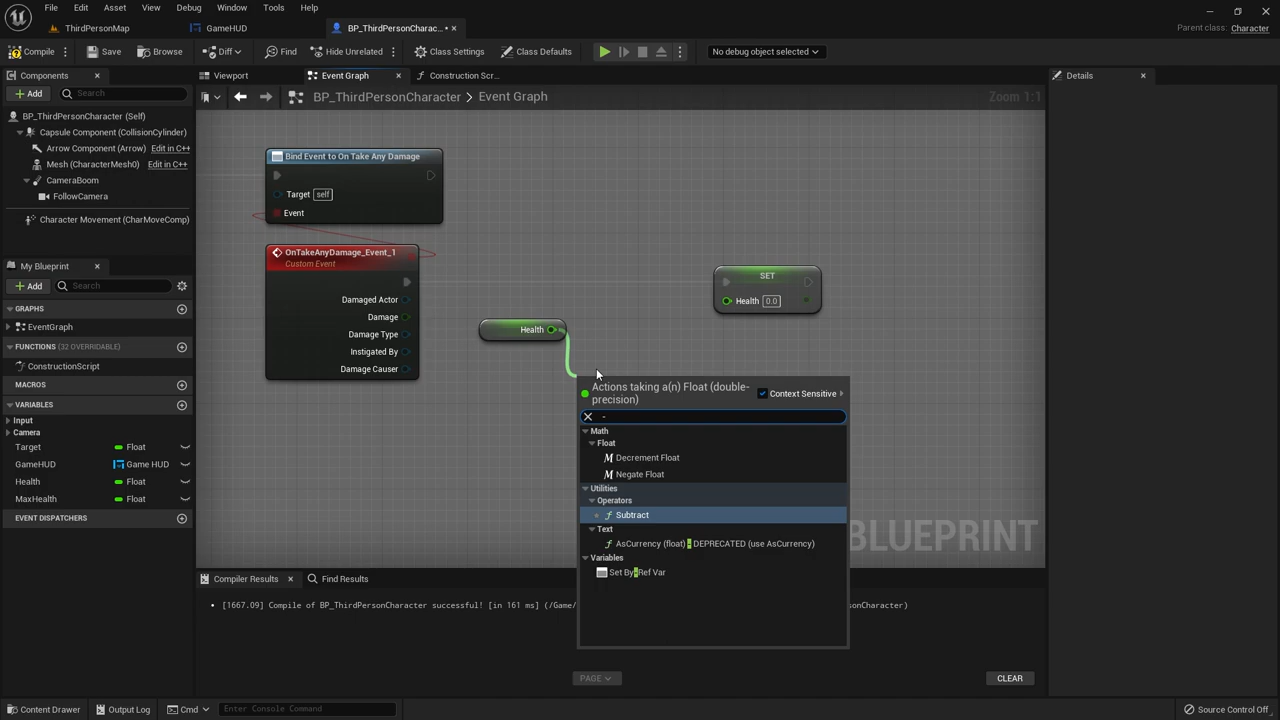 File Edit Asset View Debug Window Tools Help
ThirdPersonMap GameHUD BP_ThirdPersonCharac... • Parent class: Character
Compile Save Browse Diff Find Hide Unrelated Class Settings Class Defaults No debug object selected
Components Viewport Event Graph Construction Scr... Details
Add Search
BP_ThirdPersonCharacter > Event Graph Zoom 1:1
BP_ThirdPersonCharacter (Self)
Capsule Component (CollisionCylinder)
Arrow Component (Arrow) Edit in C++
Mesh (CharacterMesh0) Edit in C++
CameraBoom
FollowCamera
Character Movement (CharMoveComp)
Bind Event to On Take Any Damage
Target self
Event
OnTakeAnyDamage_Event_1
Custom Event
Damaged Actor
Damage
Damage Type
Instigated By
Damage Causer
Health
SET
Health 0.0
My Blueprint
Add Search
GRAPHS
EventGraph
FUNCTIONS (32 OVERRIDABLE)
ConstructionScript
MACROS
VARIABLES
Input
Camera
Target Float
GameHUD Game HUD
Health Float
MaxHealth Float
EVENT DISPATCHERS
Actions taking a(n) Float (double-
precision) Context Sensitive
-
Math
Float
Decrement Float
Negate Float
Utilities
Operators
Subtract
Text
AsCurrency (float) - DEPRECATED (use AsCurrency)
Variables
Set By-Ref Var
BLUEPRINT
Compiler Results Find Results
[1667.09] Compile of BP_ThirdPersonCharacter successful! [in 161 ms] (/Game/ onCharacter)
PAGE CLEAR
Content Drawer Output Log Cmd Enter Console Command Source Control Off